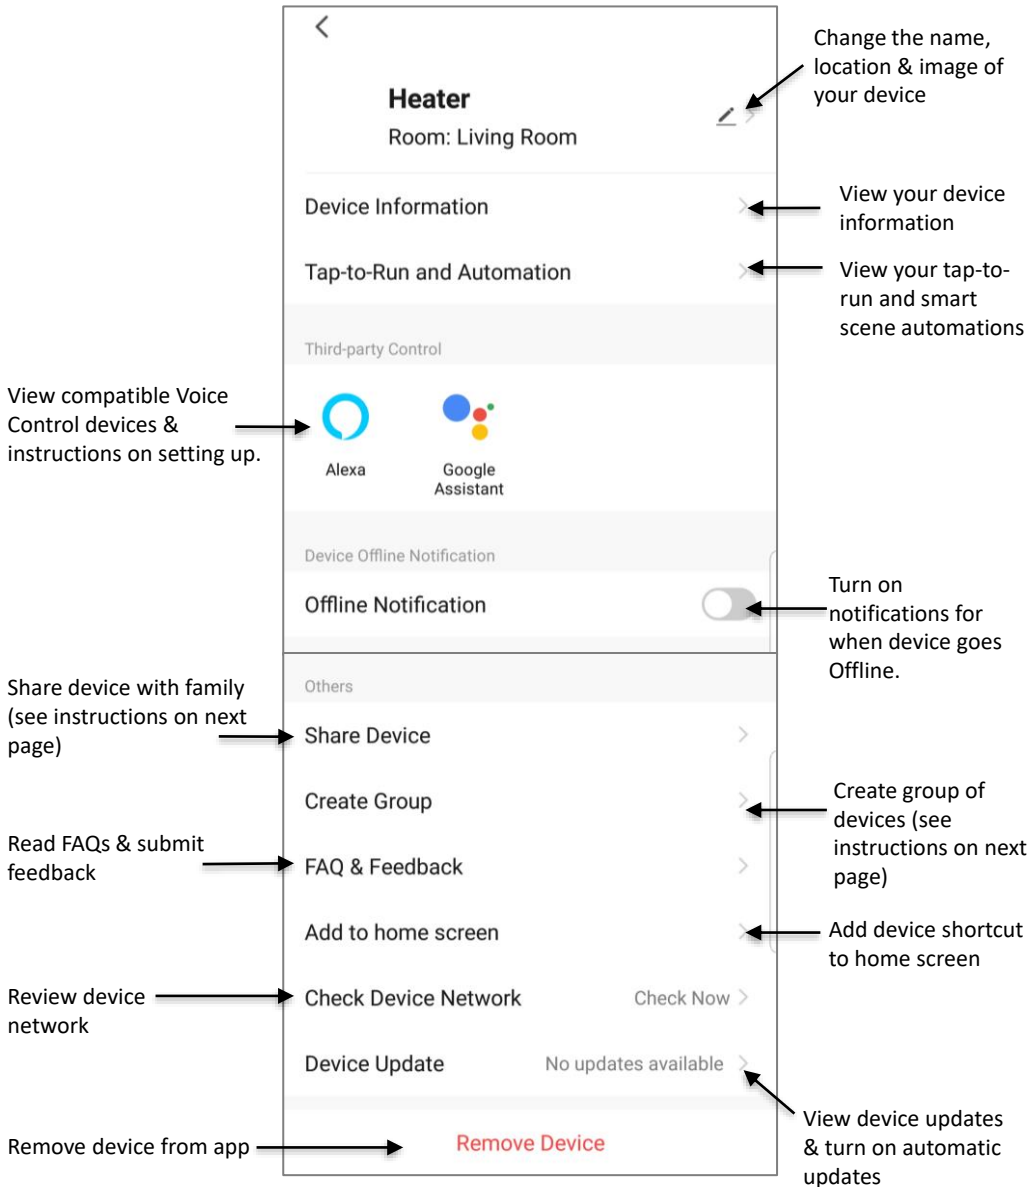 Change the name,
location & image of
your device
Heater
Room: Living Room
Device Information
View your device
information
Tap-to-Run and Automation
View your tap-to-
run and smart
scene automations
Third-party Control
View compatible Voice
Control devices &
instructions on setting up.
Alexa
Google
Assistant
Device Offline Notification
Offline Notification
Turn on
notifications for
when device goes
Offline.
Others
Share device with family
(see instructions on next
page)
Share Device
Create Group
Create group of
devices (see
instructions on next
page)
Read FAQs & submit
feedback
FAQ & Feedback
Add to home screen
Add device shortcut
to home screen
Review device
network
Check Device Network Check Now
Device Update No updates available
View device updates
& turn on automatic
updates
Remove device from app
Remove Device